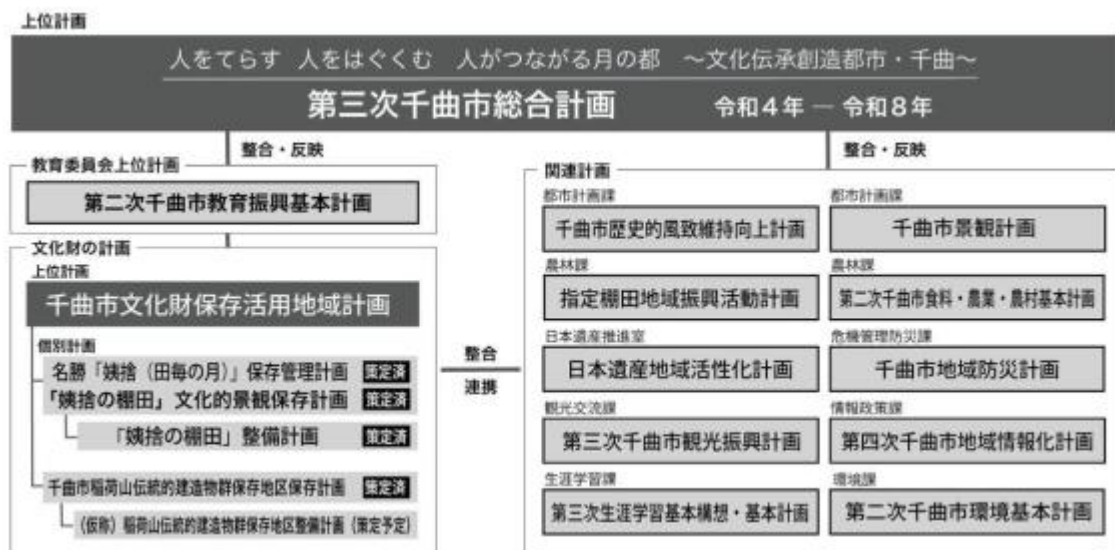 上位計画
人をてらす 人をはぐくむ 人がつながる月の都 ～文化伝承創造都市・千曲～
第三次千曲市総合計画 令和4年 ― 令和8年
整合・反映
教育委員会上位計画
第二次千曲市教育振興基本計画
文化財の計画
上位計画
千曲市文化財保存活用地域計画
個別計画
名勝「姨捨（田毎の月）」保存管理計画 策定済
「姨捨の棚田」文化的景観保存計画 策定済
「姨捨の棚田」整備計画 策定済
千曲市稲荷山伝統的建造物群保存地区保存計画 策定済
（仮称）稲荷山伝統的建造物群保存地区整備計画（策定予定）
整合
連携
整合・反映
関連計画
都市計画課
千曲市歴史的風致維持向上計画
都市計画課
千曲市景観計画
農林課
指定棚田地域振興活動計画
農林課
第二次千曲市食料・農業・農村基本計画
日本遺産推進室
日本遺産地域活性化計画
危機管理防災課
千曲市地域防災計画
観光交流課
第三次千曲市観光振興計画
情報政策課
第四次千曲市地域情報化計画
生涯学習課
第三次生涯学習基本構想・基本計画
環境課
第二次千曲市環境基本計画